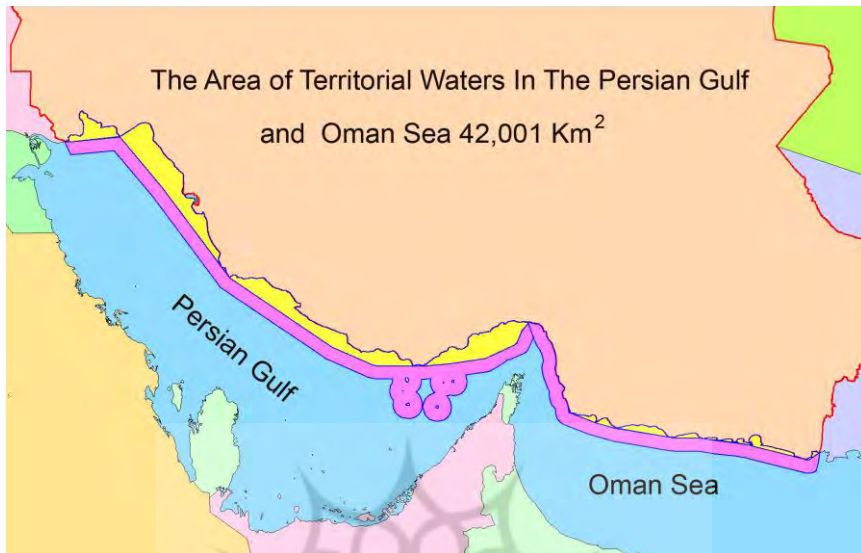 The Area of Territorial Waters In The Persian Gulf
and Oman Sea 42,001 Km²
Persian Gulf
Oman Sea